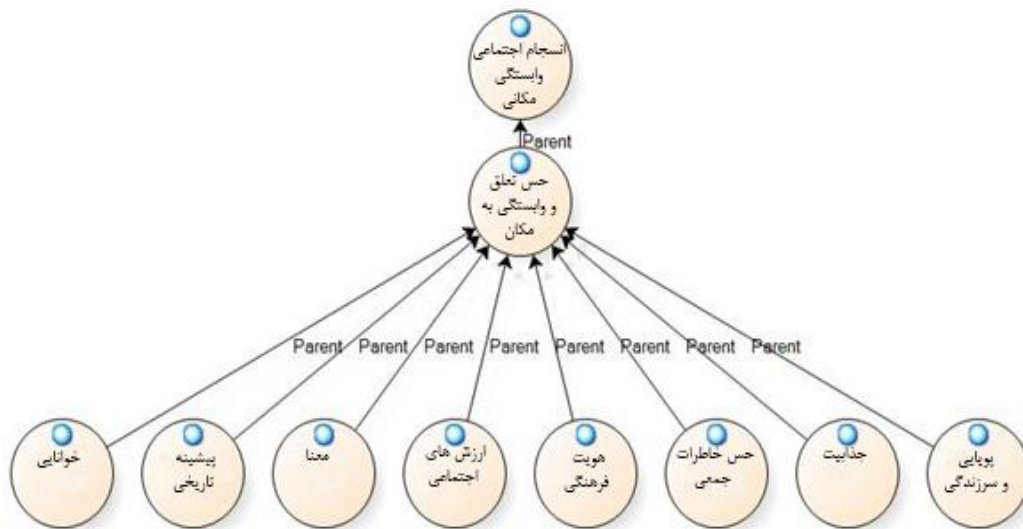 انسجام اجتماعی
وابستگی
مکانی
Parent
حس تعلق
و وابستگی به
مکان
Parent Parent Parent Parent Parent Parent Parent Parent
خوانایی
پیشینه
تاریخی
معنا
ارزش های
اجتماعی
هویت
فرهنگی
حس خاطرات
جمعی
جذابیت
پویایی
و سرزندگی